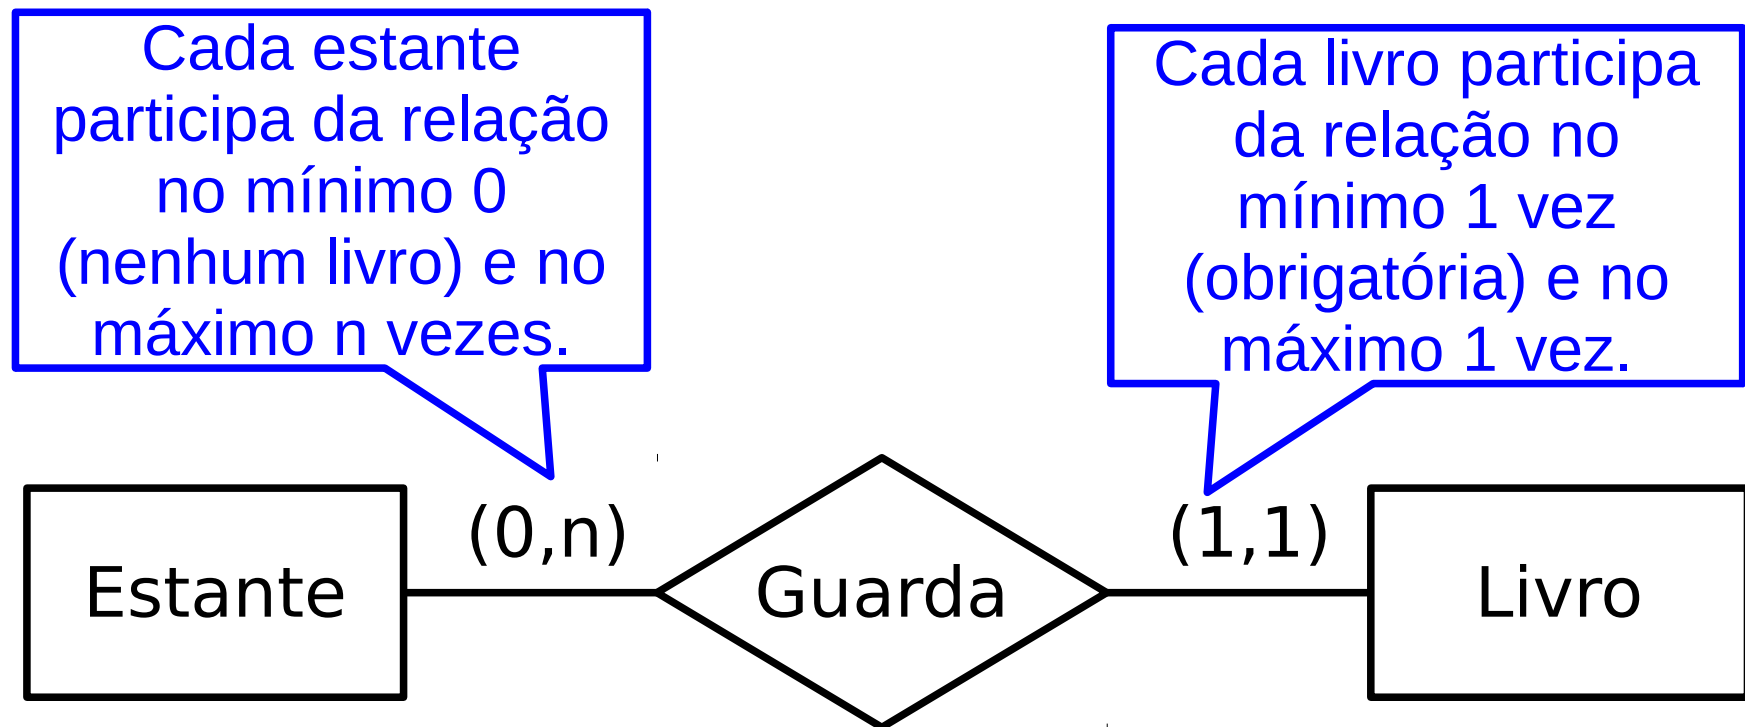 Cada estante
participa da relação
no mínimo 0
(nenhum livro) e no
máximo n vezes.
Cada livro participa
da relação no
mínimo 1 vez
(obrigatória) e no
máximo 1 vez.
(0,n)
(1,1)
Estante
Guarda
Livro